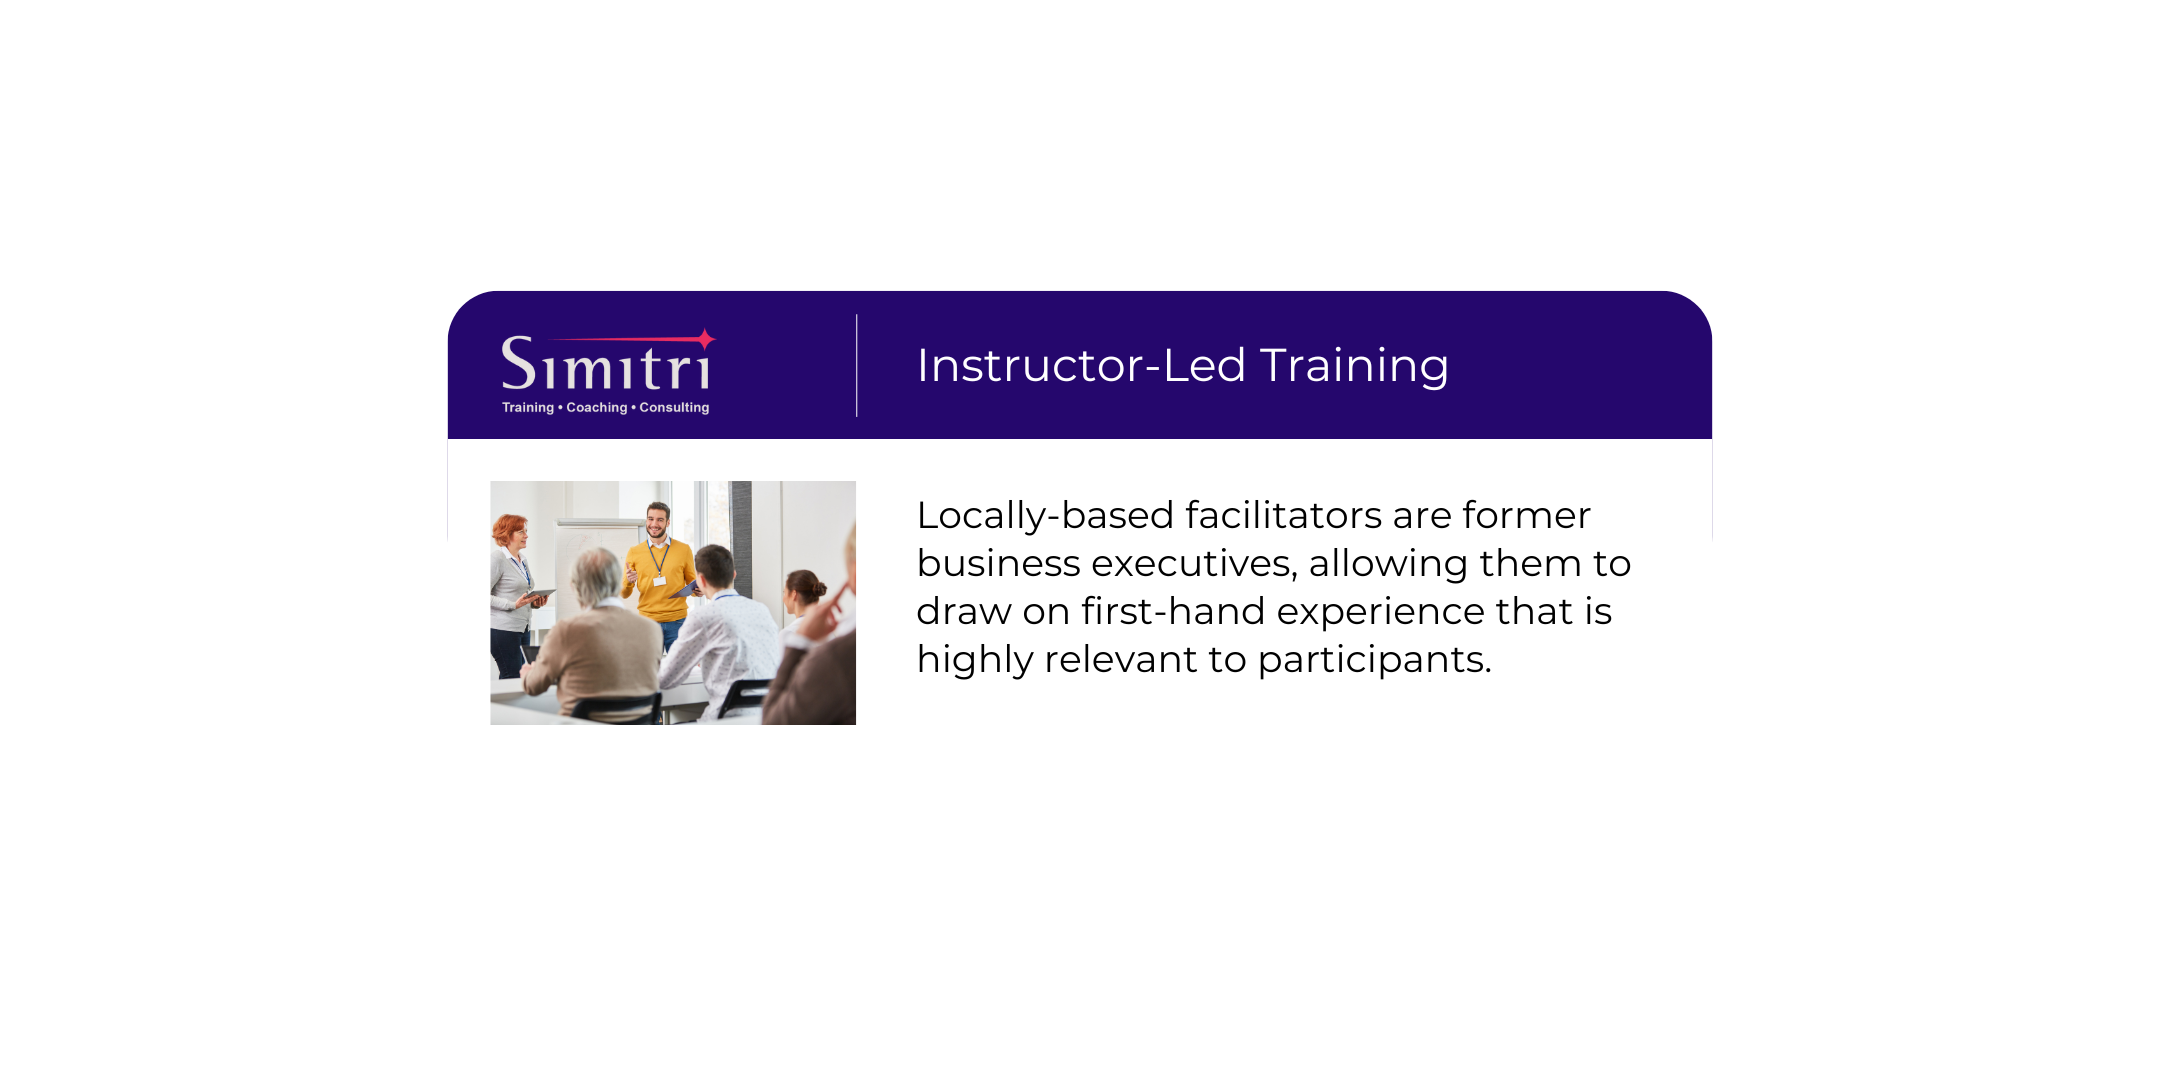 Simitri
Training • Coaching • Consulting
Instructor-Led Training
Locally-based facilitators are former
business executives, allowing them to
draw on first-hand experience that is
highly relevant to participants.